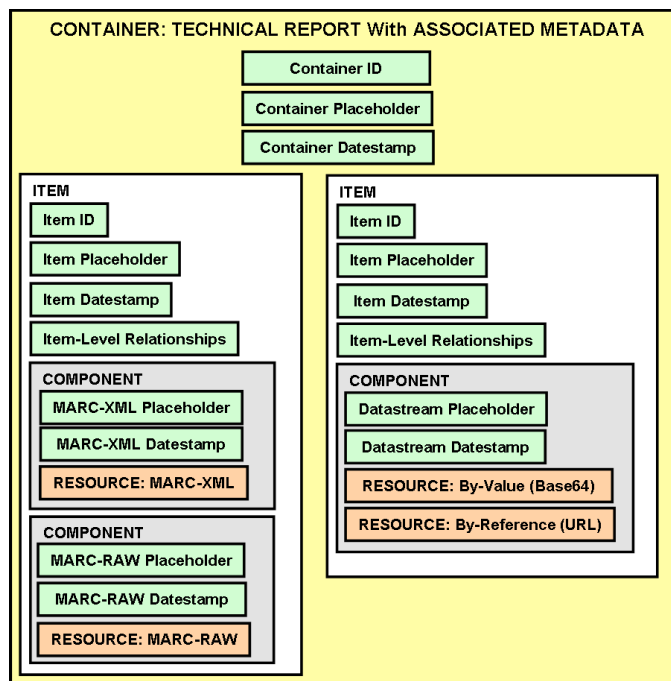 CONTAINER: TECHNICAL REPORT With ASSOCIATED METADATA
Container ID
Container Placeholder
Container Datestamp
ITEM
Item ID
Item Placeholder
Item Datestamp
Item-Level Relationships
COMPONENT
MARC-XML Placeholder
MARC-XML Datestamp
RESOURCE: MARC-XML
COMPONENT
MARC-RAW Placeholder
MARC-RAW Datestamp
RESOURCE: MARC-RAW
ITEM
Item ID
Item Placeholder
Item Datestamp
Item-Level Relationships
COMPONENT
Datastream Placeholder
Datastream Datestamp
RESOURCE: By-Value (Base64)
RESOURCE: By-Reference (URL)